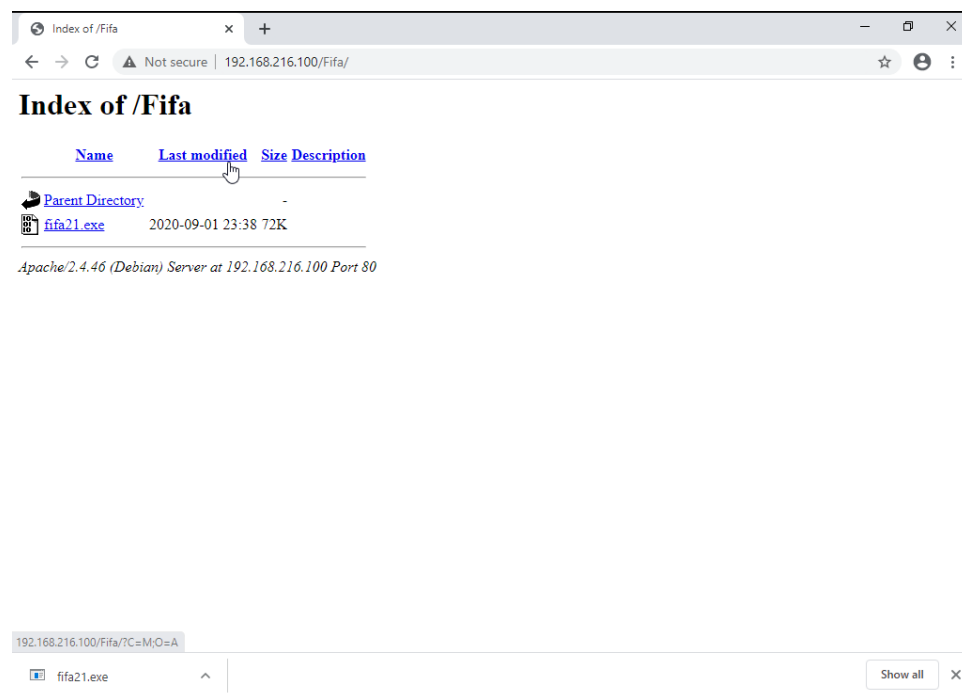 Index of /Fifa
Not secure | 192.168.216.100/Fifa/
Index of /Fifa
Name Last modified Size Description
Parent Directory -
fifa21.exe 2020-09-01 23:38 72K
Apache/2.4.46 (Debian) Server at 192.168.216.100 Port 80
192.168.216.100/Fifa/?C=M;O=A
fifa21.exe
Show all